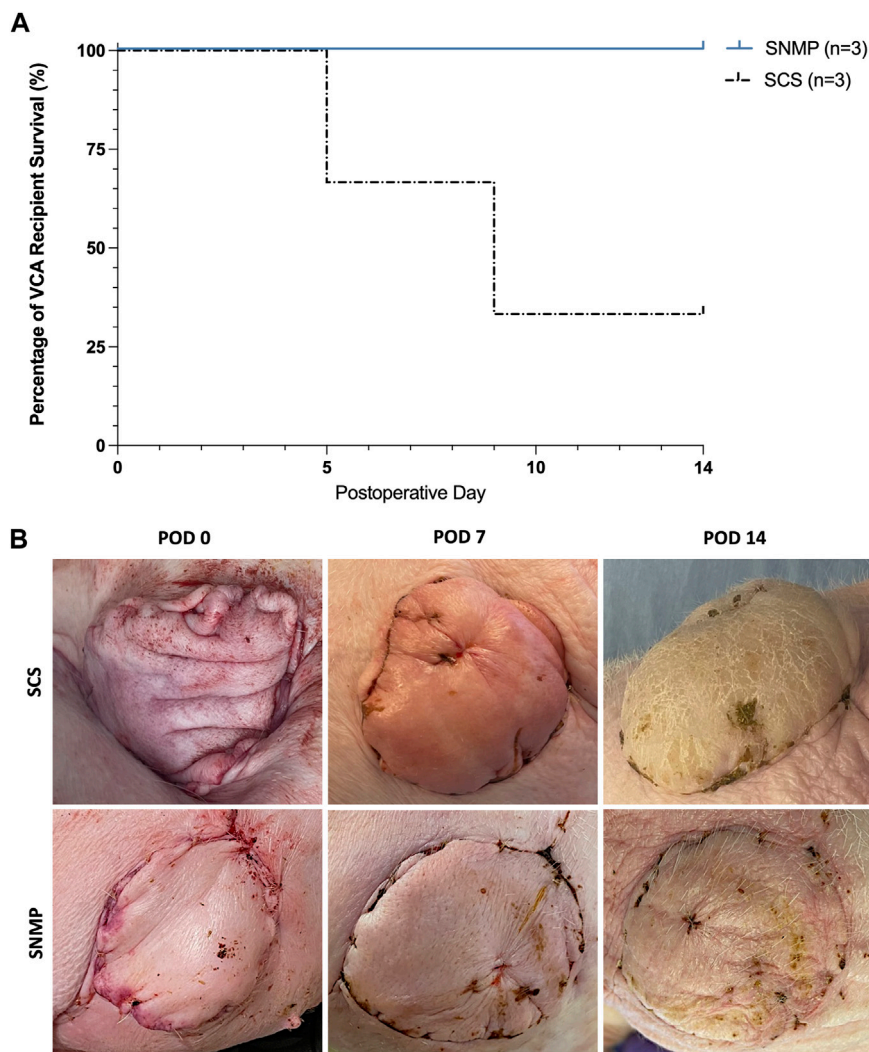 A
Percentage of VCA Recipient Survival (%)
100
75
50
25
0
0 5 10 14
Postoperative Day
SNMP (n=3)
SCS (n=3)
B
POD 0 POD 7 POD 14
SCS
SNMP